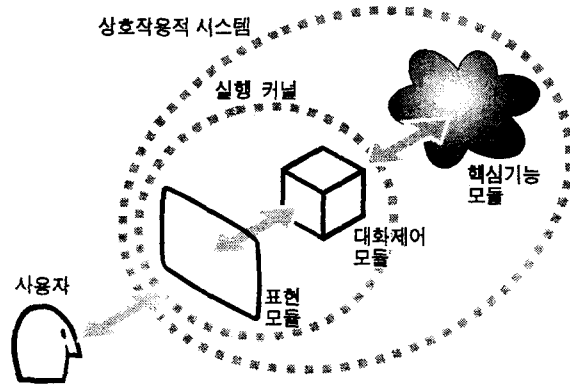 상호작용적 시스템
실행 커널
핵심기능
모듈
대화제어
모듈
사용자
표현
모듈